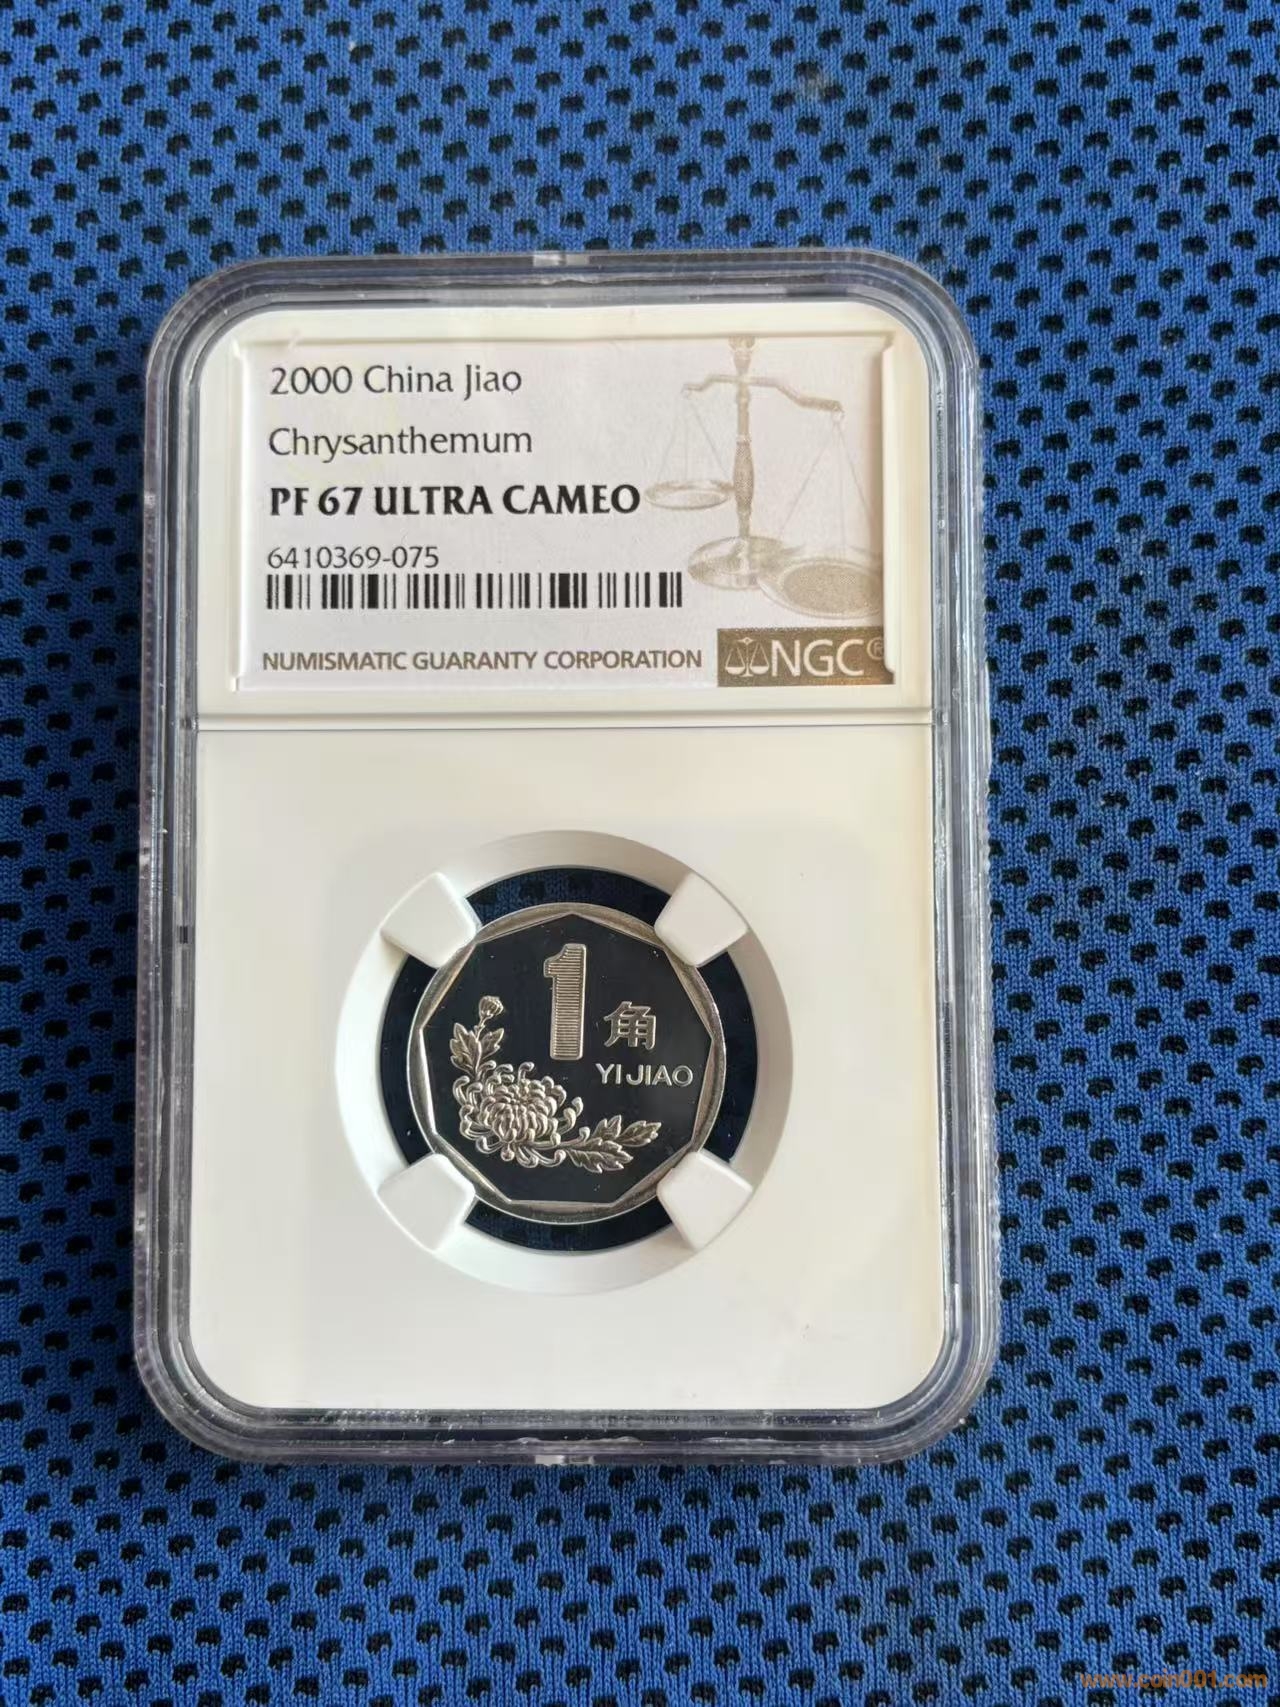 2000 China Jiao
Chrysanthemum
PF 67 ULTRA CAMEO
6410369-075
NUMISMATIC GUARANTY CORPORATION
NGC®
1角
YI JIAO
www.coin001.com